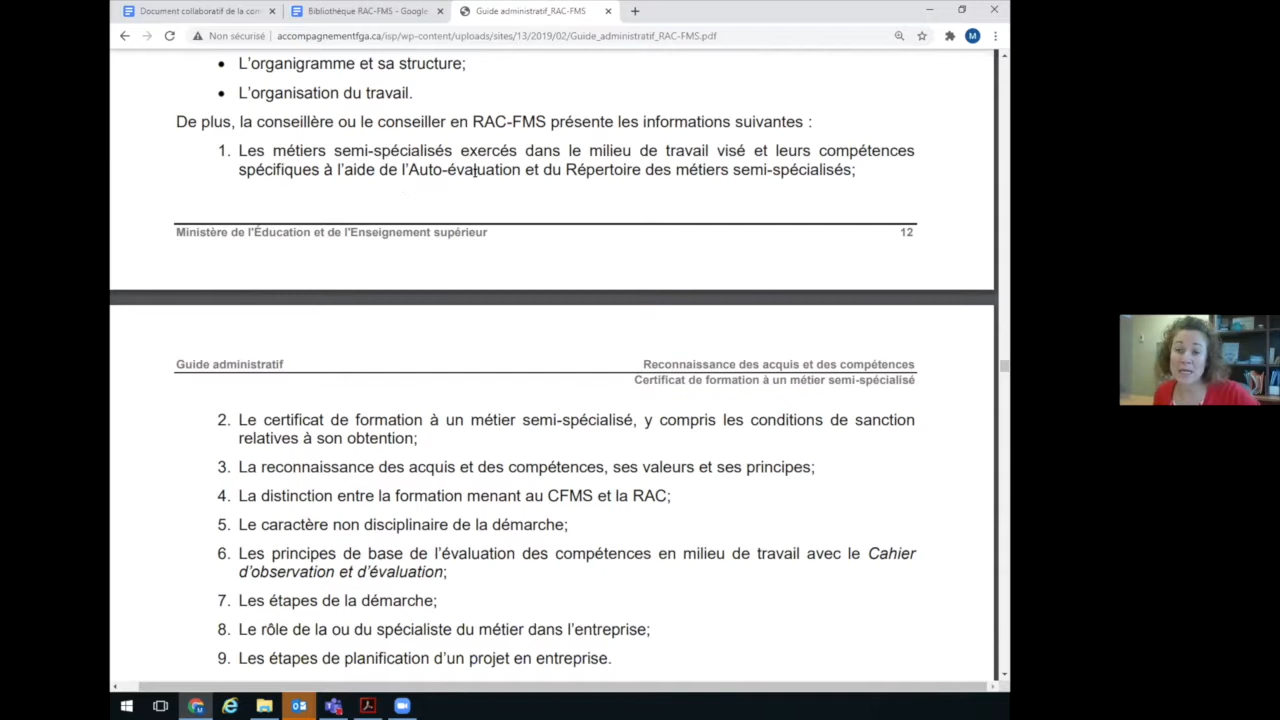 Document collaboratif de la con
Bibliothèque RAC-FMS - Google
Guide administratif_RAC-FMS
Non sécurisé
accompagnementfga.ca/isp/wp-content/uploads/sites/13/2019/02/Guide_administratif_RAC-FMS.pdf
M
• L'organigramme et sa structure;
• L'organisation du travail.
De plus, la conseillère ou le conseiller en RAC-FMS présente les informations suivantes :
1. Les métiers semi-spécialisés exercés dans le milieu de travail visé et leurs compétences
spécifiques à l'aide de l'Auto-évaluation et du Répertoire des métiers semi-spécialisés;
Ministère de l'Éducation et de l'Enseignement supérieur
12
Guide administratif
Reconnaissance des acquis et des compétences
Certificat de formation à un métier semi-spécialisé
2. Le certificat de formation à un métier semi-spécialisé, y compris les conditions de sanction
relatives à son obtention;
3. La reconnaissance des acquis et des compétences, ses valeurs et ses principes;
4. La distinction entre la formation menant au CFMS et la RAC;
5. Le caractère non disciplinaire de la démarche;
6. Les principes de base de l'évaluation des compétences en milieu de travail avec le Cahier
d'observation et d'évaluation;
7. Les étapes de la démarche;
8. Le rôle de la ou du spécialiste du métier dans l'entreprise;
9. Les étapes de planification d'un projet en entreprise.